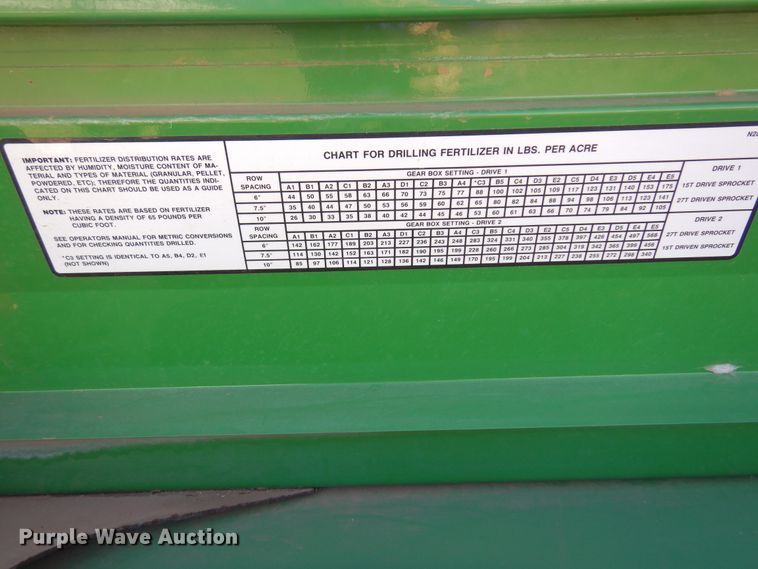 IMPORTANT: FERTILIZER DISTRIBUTION RATES ARE
AFFECTED BY HUMIDITY, MOISTURE CONTENT OF MA-
TERIAL AND TYPES OF MATERIAL (GRANULAR, PELLET,
POWDERED, ETC); THEREFORE THE QUANTITIES INDI-
CATED ON THIS CHART SHOULD BE USED AS A GUIDE
ONLY.
NOTE: THESE RATES ARE BASED ON FERTILIZER
HAVING A DENSITY OF 65 POUNDS PER
CUBIC FOOT.
SEE OPERATORS MANUAL FOR METRIC CONVERSIONS
AND FOR CHECKING QUANTITIES DRILLED.
*C3 SETTING IS IDENTICAL TO A5, B4, D2, E1
(NOT SHOWN)
CHART FOR DRILLING FERTILIZER IN LBS. PER ACRE
ROW SPACING
GEAR BOX SETTING - DRIVE 1
A1 B1 A2 C1 B2 A3 D1 C2 B3 A4 *C3 B5 C4 D3 E2 C5 D4 E3 D5 E4 E5
6" 44 50 55 58 63 66 70 73 75 77 88 100 102 105 109 117 123 131 140 153 175
7.5" 35 40 44 47 50 53 56 59 60 62 65 80 82 84 88 94 98 106 113 123 141
10" 26 30 33 35 38 40 42 44 45 46 53 60 61 63 66 70 74 79 84 92 105
DRIVE 1
15T DRIVE SPROCKET
27T DRIVEN SPROCKET
ROW SPACING
GEAR BOX SETTING - DRIVE 2
A1 B1 A2 C1 B2 A3 D1 C2 B3 A4 C3 B5 C4 D3 E2 C5 D4 E3 D5 E4 E5
6" 142 162 177 189 203 213 227 236 243 248 283 324 331 340 355 378 397 426 454 497 568
7.5" 114 130 142 152 163 171 182 190 195 199 228 260 266 273 285 304 319 342 365 399 456
10" 85 97 106 114 121 128 136 142 146 149 170 195 199 204 213 227 238 255 272 298 340
DRIVE 2
27T DRIVE SPROCKET
15T DRIVEN SPROCKET
Purple Wave Auction